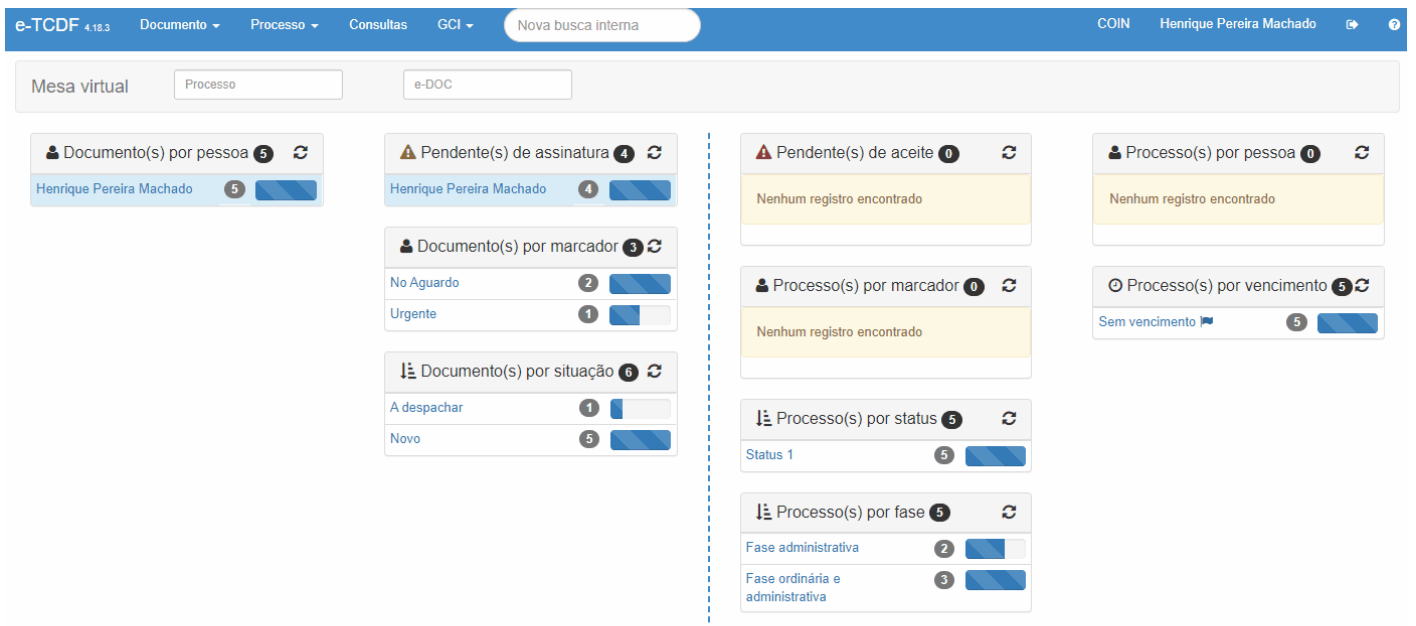 e-TCDF 4.18.3 Documento Processo Consultas GCI Nova busca interna COIN Henrique Pereira Machado ?
Mesa virtual Processo e-DOC
Documento(s) por pessoa 5
Henrique Pereira Machado 5
Pendente(s) de assinatura 4
Henrique Pereira Machado 4
Documento(s) por marcador 3
No Aguardo 2
Urgente 1
Documento(s) por situação 6
A despachar 1
Novo 5
Pendente(s) de aceite 0
Nenhum registro encontrado
Processo(s) por marcador 0
Nenhum registro encontrado
Processo(s) por status 5
Status 1 5
Processo(s) por fase 5
Fase administrativa 2
Fase ordinária e 3
administrativa
Processo(s) por pessoa 0
Nenhum registro encontrado
Processo(s) por vencimento 5
Sem vencimento 5